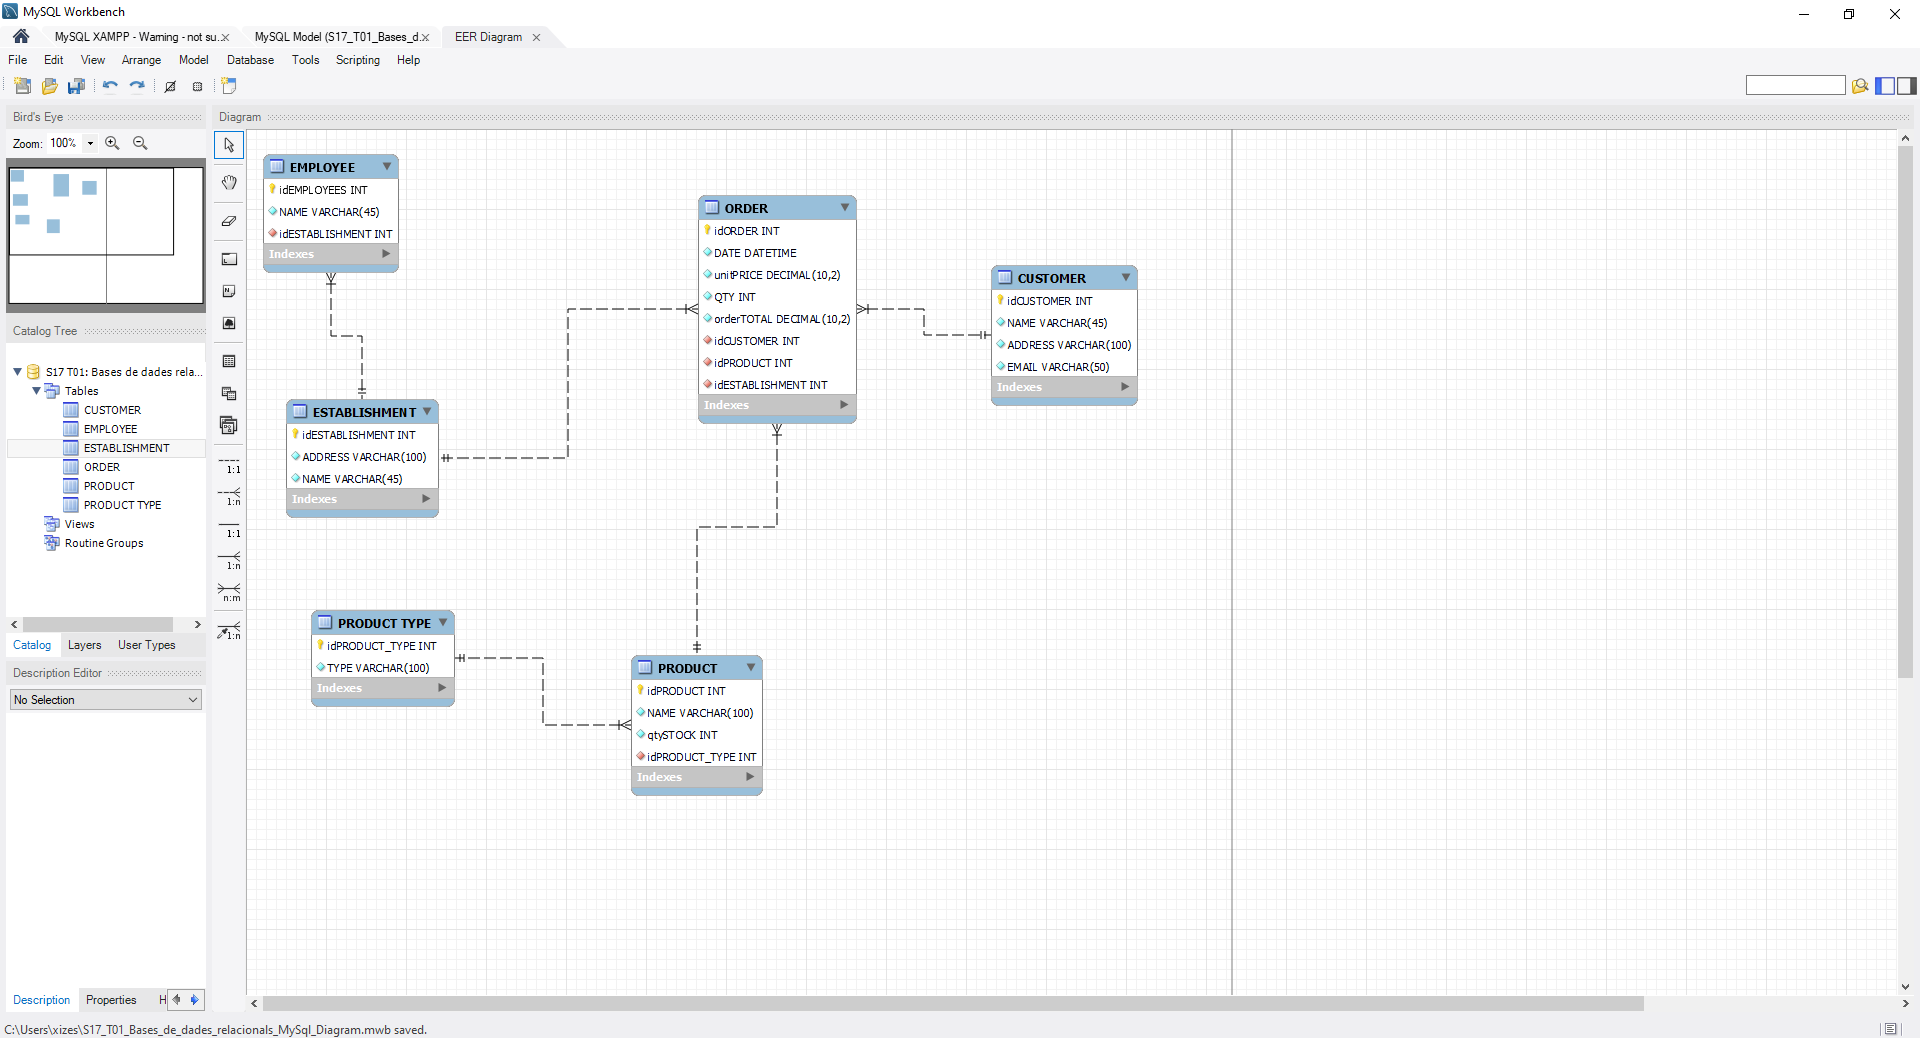 MySQL Workbench
MySQL XAMPP - Warning - not su...
MySQL Model (S17_T01_Bases_d...
EER Diagram
File Edit View Arrange Model Database Tools Scripting Help
Bird's Eye
Diagram
Zoom: 100%
Catalog Tree
S17 T01: Bases de dades rela...
Tables
CUSTOMER
EMPLOYEE
ESTABLISHMENT
ORDER
PRODUCT
PRODUCT TYPE
Views
Routine Groups
Catalog Layers User Types
Description Editor
No Selection
Description Properties H
1:1
1:n
1:1
1:n
n:m
1:n
EMPLOYEE
idEMPLOYEES INT
NAME VARCHAR(45)
idESTABLISHMENT INT
Indexes
ESTABLISHMENT
idESTABLISHMENT INT
ADDRESS VARCHAR(100)
NAME VARCHAR(45)
Indexes
ORDER
idORDER INT
DATE DATETIME
unitPRICE DECIMAL(10,2)
QTY INT
orderTOTAL DECIMAL(10,2)
idCUSTOMER INT
idPRODUCT INT
idESTABLISHMENT INT
Indexes
CUSTOMER
idCUSTOMER INT
NAME VARCHAR(45)
ADDRESS VARCHAR(100)
EMAIL VARCHAR(50)
Indexes
PRODUCT TYPE
idPRODUCT_TYPE INT
TYPE VARCHAR(100)
Indexes
PRODUCT
idPRODUCT INT
NAME VARCHAR(100)
qtySTOCK INT
idPRODUCT_TYPE INT
Indexes
C:\Users\xizes\S17_T01_Bases_de_dades_relacionals_MySql_Diagram.mwb saved.